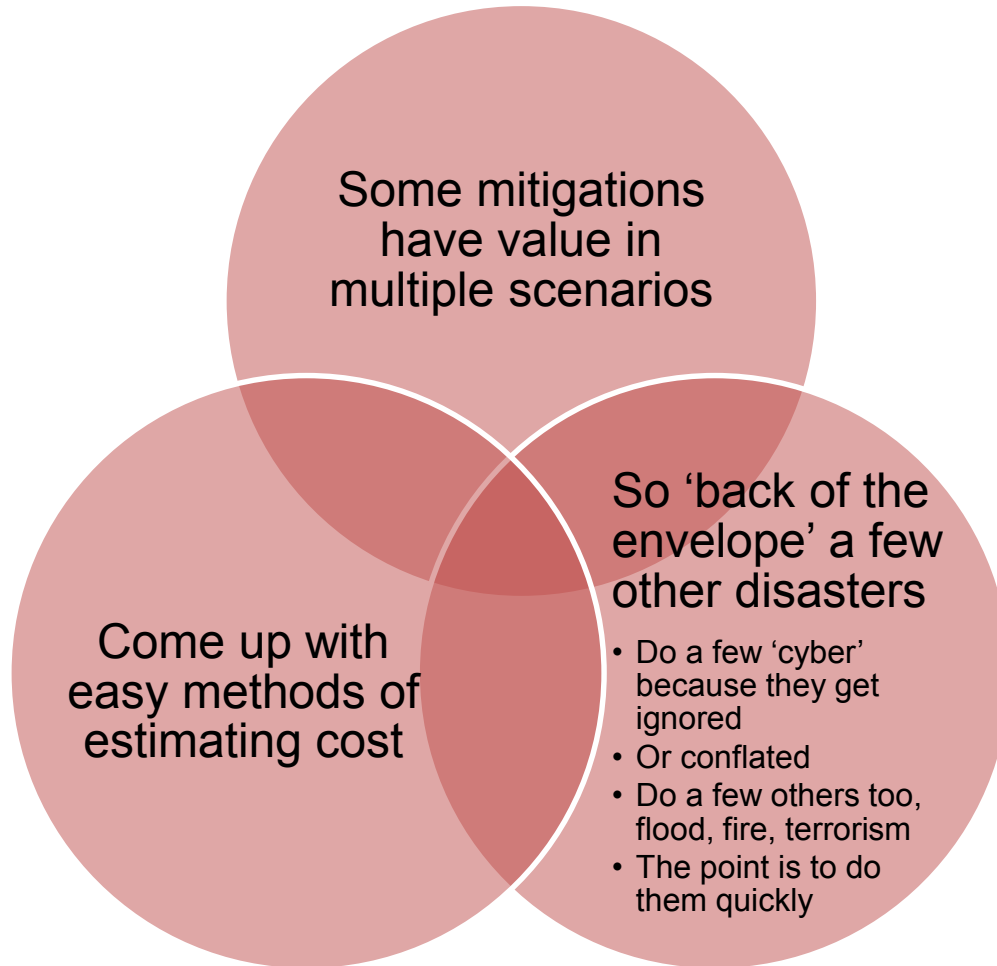 Some mitigations
have value in
multiple scenarios
Come up with
easy methods of
estimating cost
So ‘back of the
envelope’ a few
other disasters
• Do a few ‘cyber’
because they get
ignored
• Or conflated
• Do a few others too,
flood, fire, terrorism
• The point is to do
them quickly